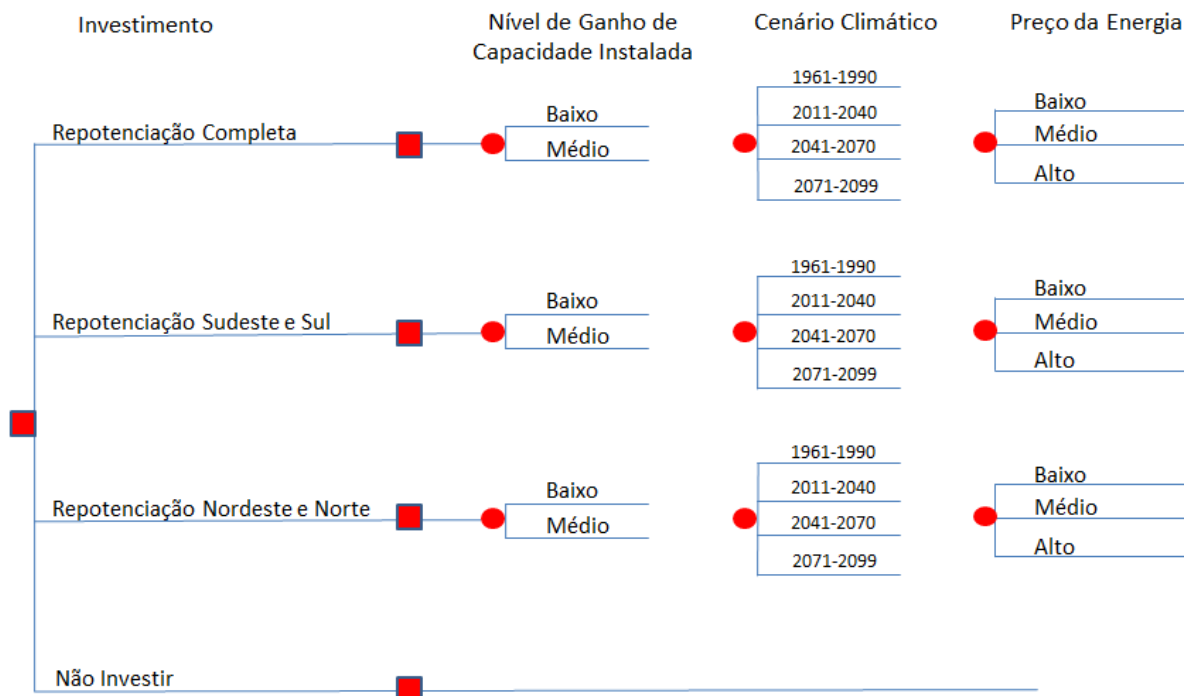 Investimento
Nível de Ganho de
Capacidade Instalada
Cenário Climático
Preço da Energia
Repotenciação Completa
Baixo
Médio
1961-1990
2011-2040
2041-2070
2071-2099
Baixo
Médio
Alto
Repotenciação Sudeste e Sul
Baixo
Médio
1961-1990
2011-2040
2041-2070
2071-2099
Baixo
Médio
Alto
Repotenciação Nordeste e Norte
Baixo
Médio
1961-1990
2011-2040
2041-2070
2071-2099
Baixo
Médio
Alto
Não Investir